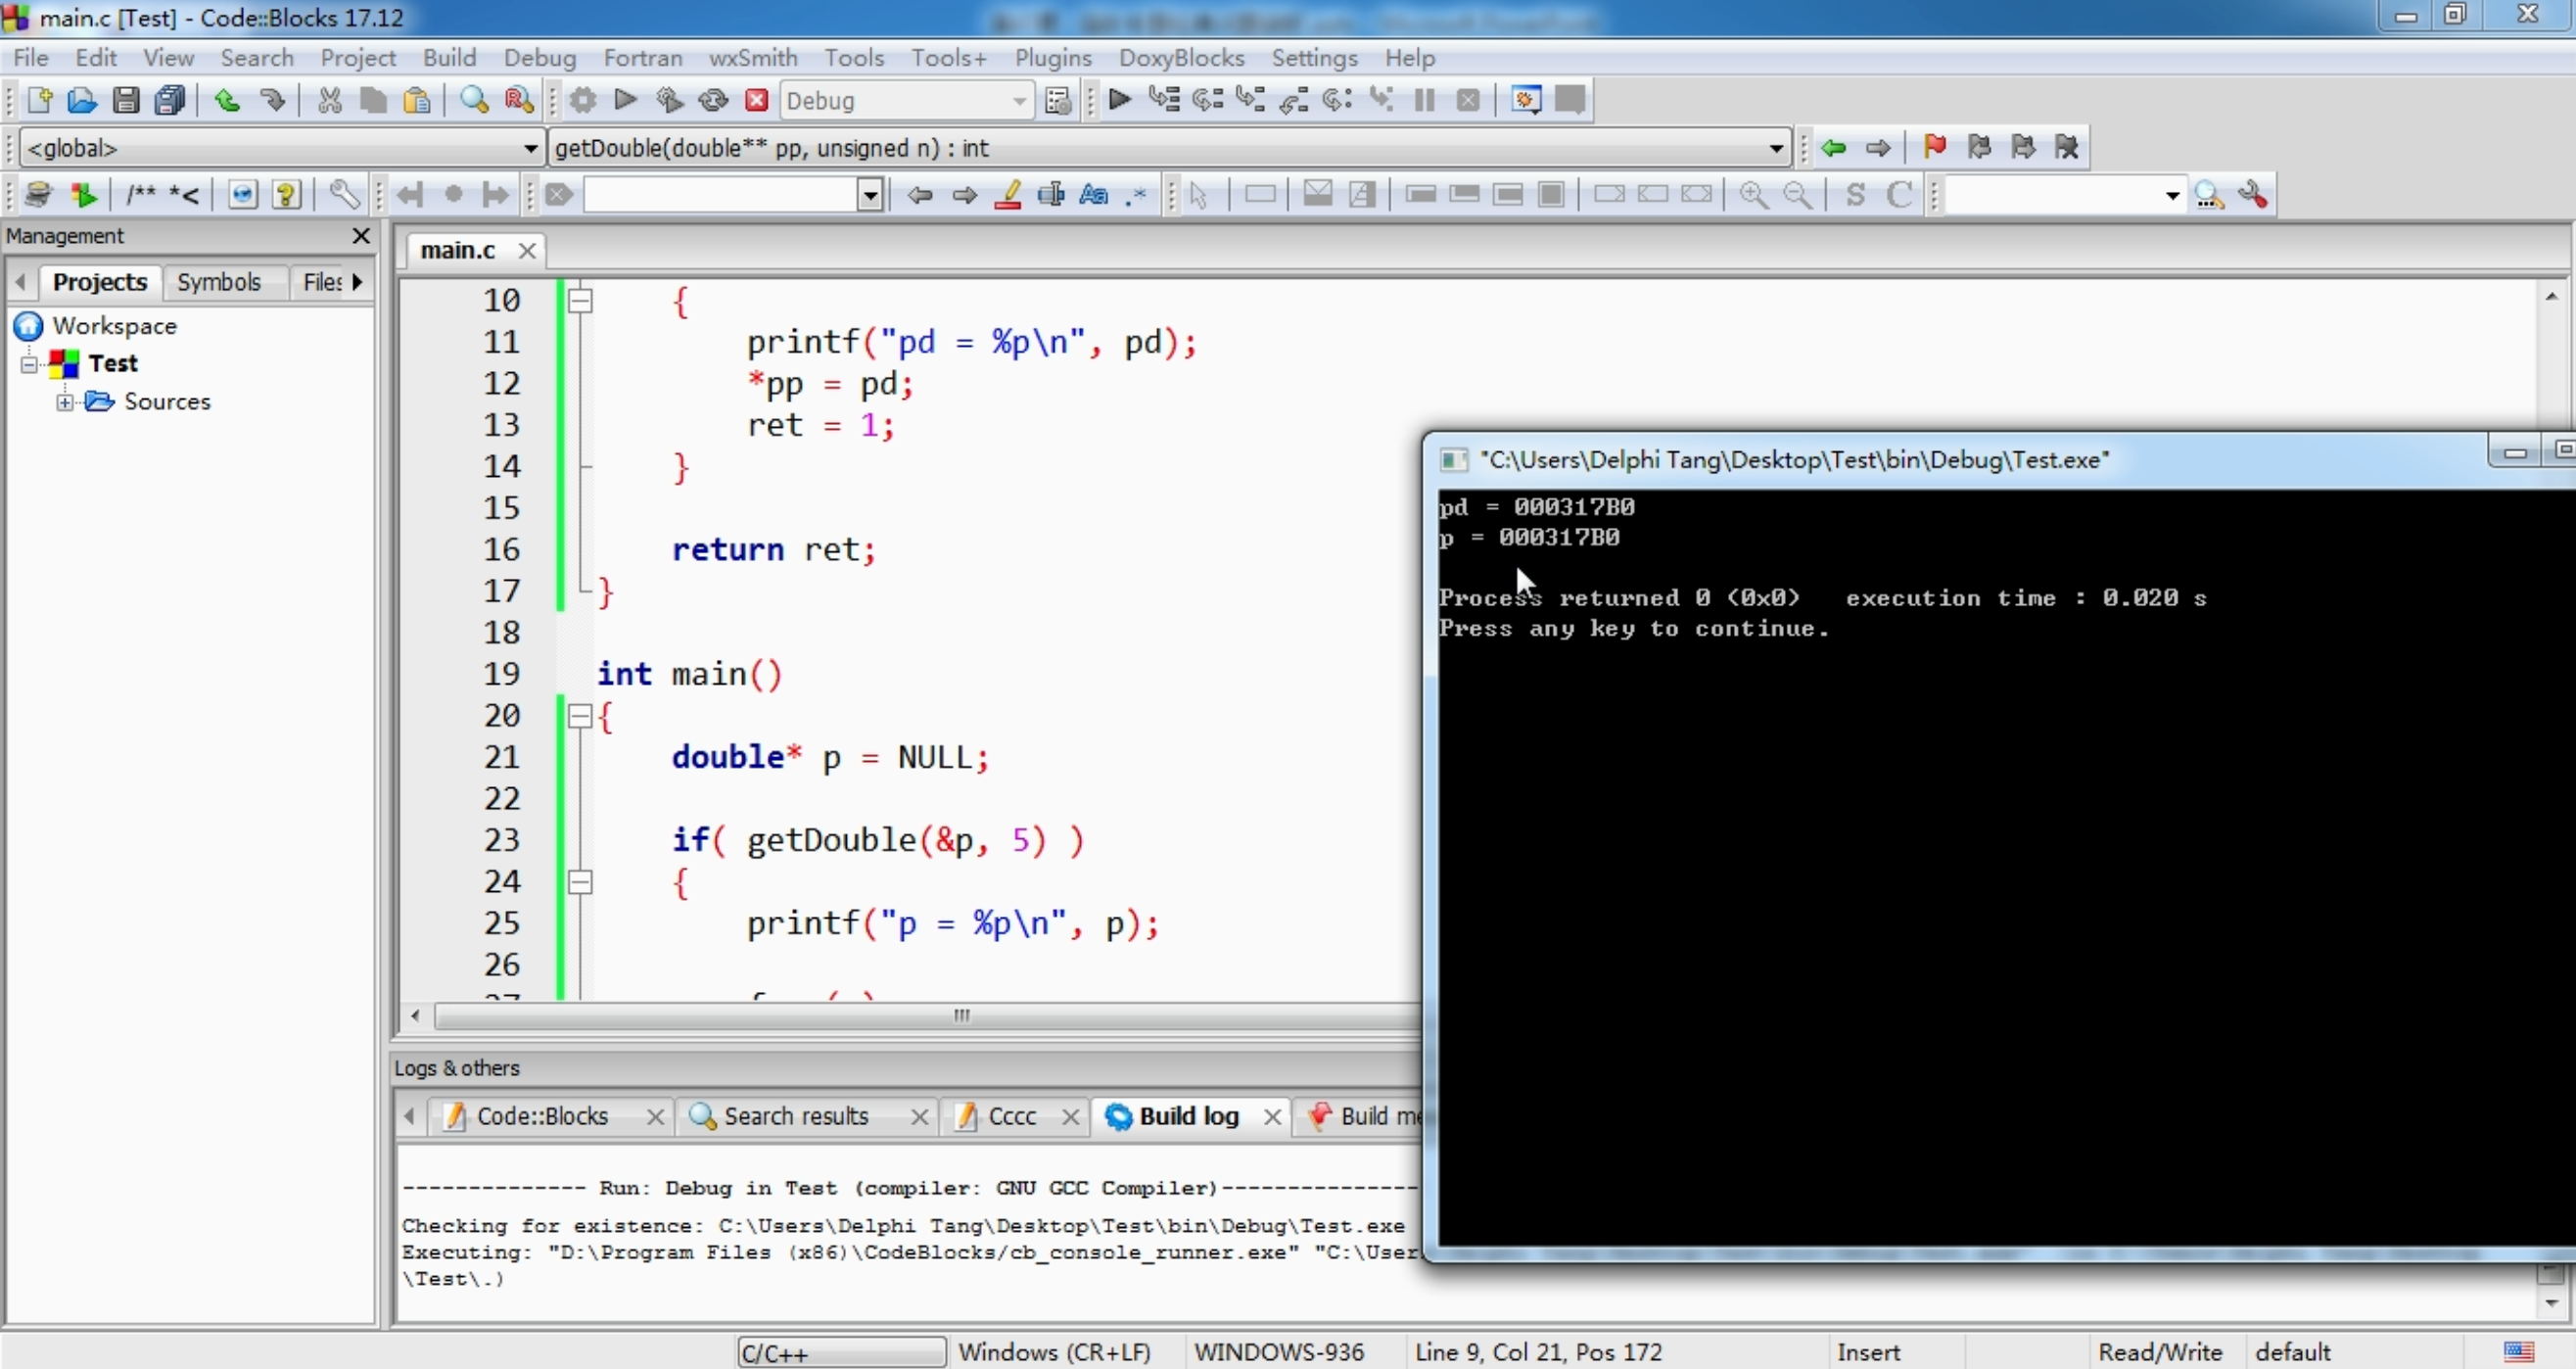 main.c [Test] - Code::Blocks 17.12
File Edit View Search Project Build Debug Fortran wxSmith Tools Tools+ Plugins DoxyBlocks Settings Help
Debug
<global> getDouble(double** pp, unsigned n) : int
/** *< Aa .* S C
Management
main.c
Projects Symbols Files
Workspace
Test
Sources
10 {
11 printf("pd = %p\n", pd);
12 *pp = pd;
13 ret = 1;
14 }
15
16 return ret;
17 }
18
19 int main()
20 {
21 double* p = NULL;
22
23 if( getDouble(&p, 5) )
24 {
25 printf("p = %p\n", p);
26
"C:\Users\Delphi Tang\Desktop\Test\bin\Debug\Test.exe"
pd = 000317B0
p = 000317B0
Process returned 0 (0x0) execution time : 0.020 s
Press any key to continue.
Logs & others
Code::Blocks Search results Cccc Build log Build me
-------------- Run: Debug in Test (compiler: GNU GCC Compiler)---------------
Checking for existence: C:\Users\Delphi Tang\Desktop\Test\bin\Debug\Test.exe
Executing: "D:\Program Files (x86)\CodeBlocks/cb_console_runner.exe" "C:\User
\Test\.)
C/C++ Windows (CR+LF) WINDOWS-936 Line 9, Col 21, Pos 172 Insert Read/Write default